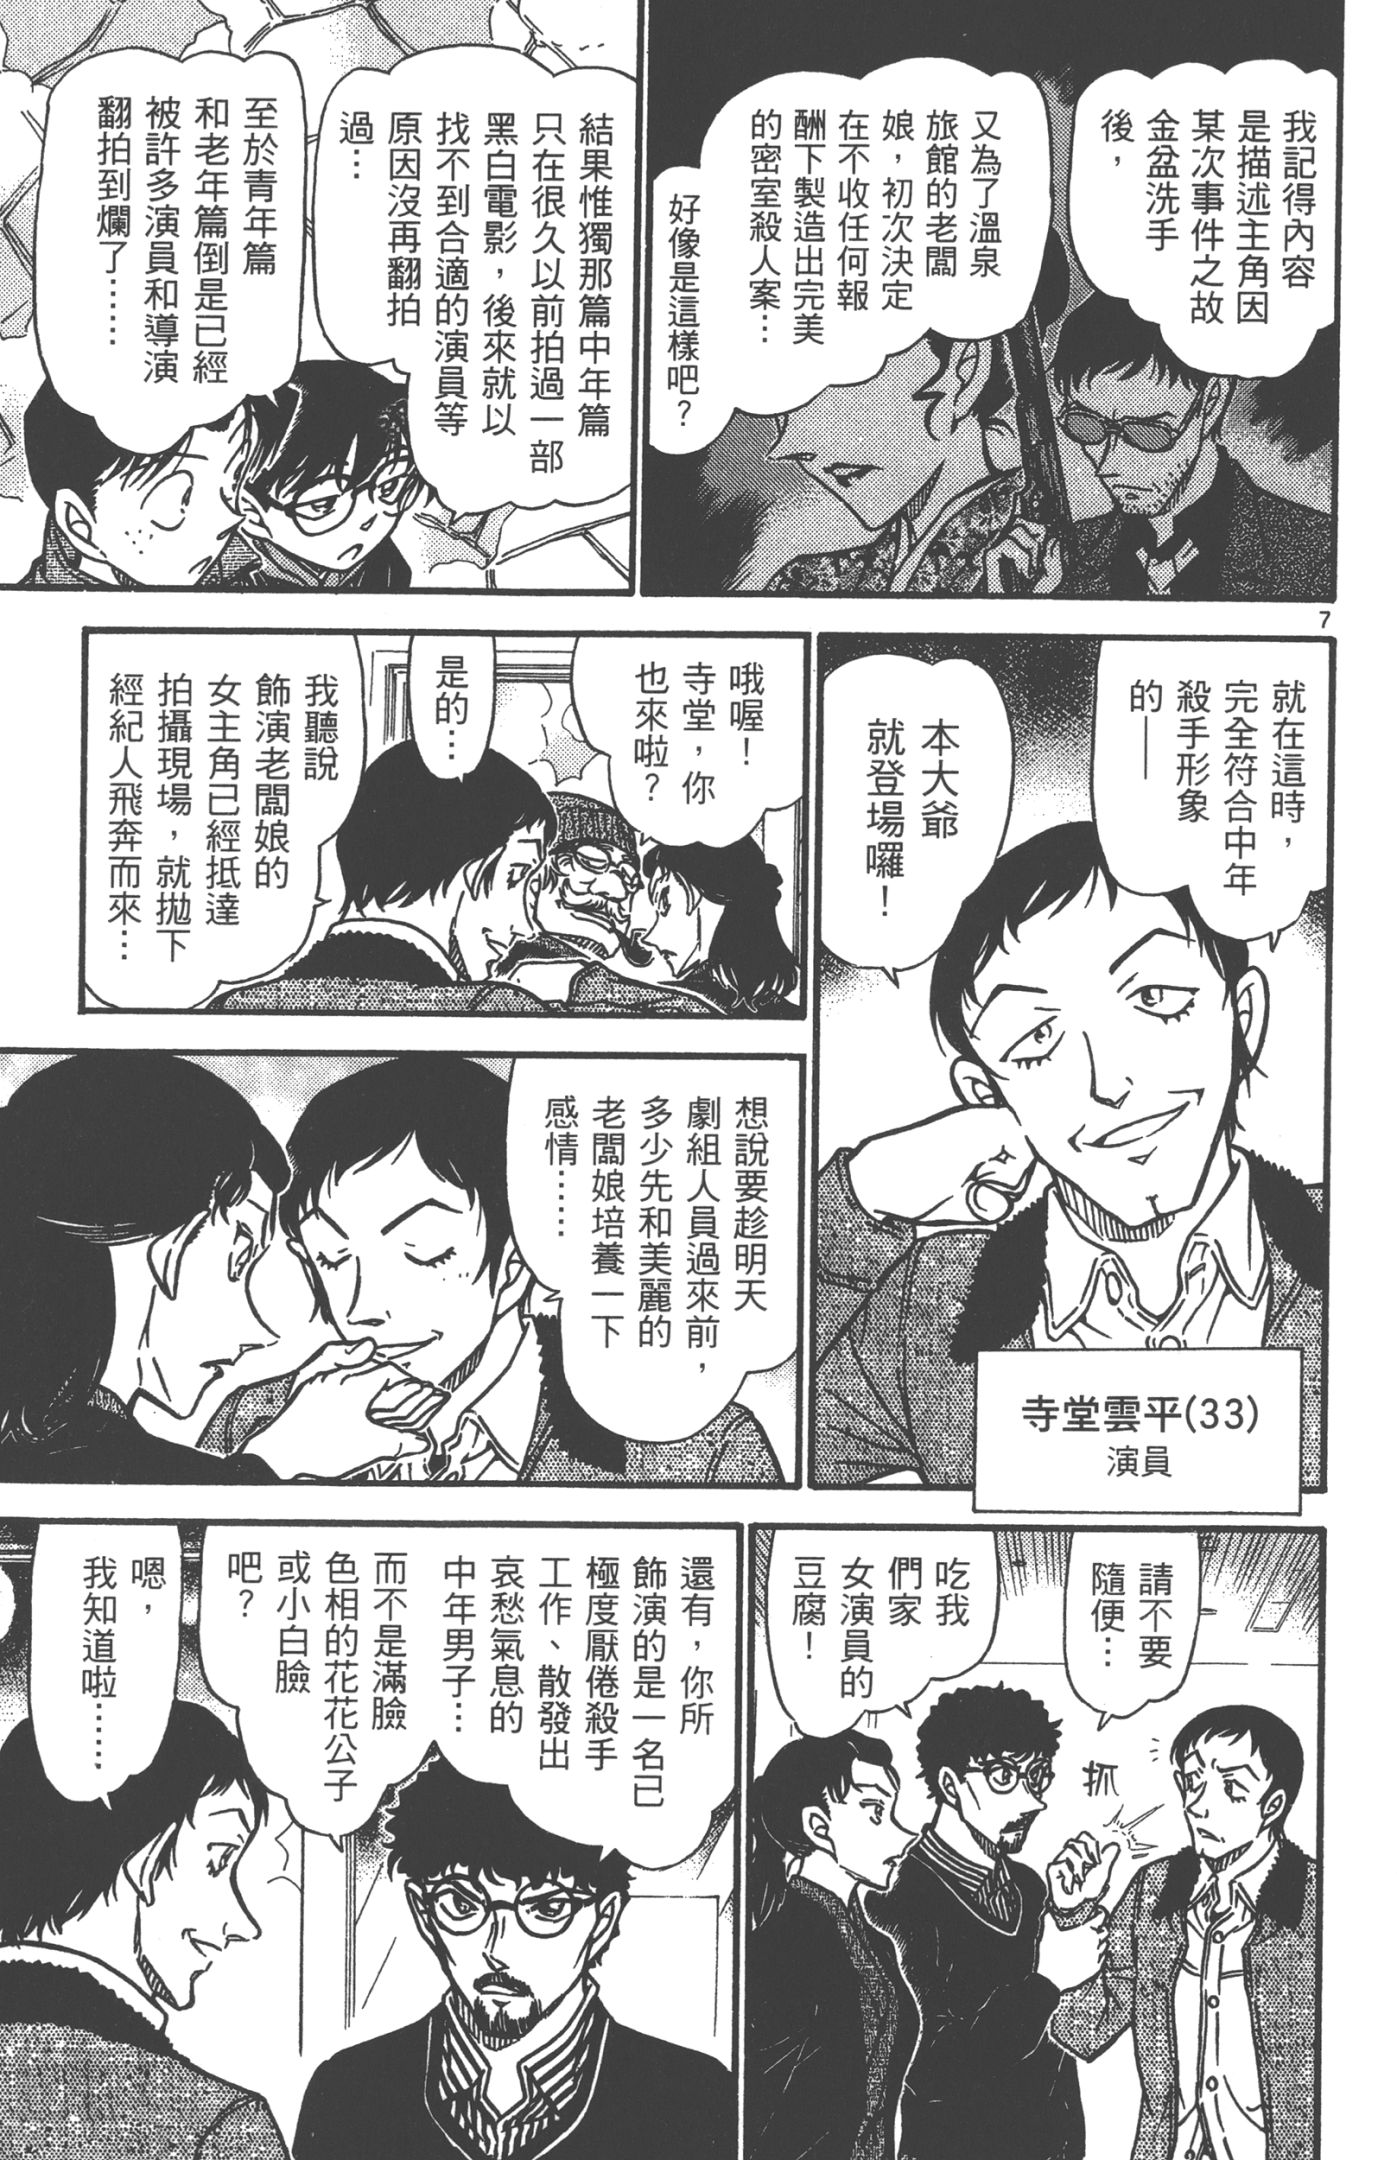 我記得內容
是描述主角因
某次事件之故
金盆洗手
後，
又為了溫泉
旅館的老闆
娘，初次決定
在不收任何報
酬下製造出完美
的密室殺人案…
好像是這樣吧？
結果惟獨那篇中年篇
只在很久以前拍過一部
黑白電影，後來就以
找不到合適的演員等
原因沒再翻拍
過…
至於青年篇
和老年篇倒是已經
被許多演員和導演
翻拍到爛了……
7
就在這時，
完全符合中年
殺手形象
的——
本大爺
就登場囉！
寺堂雲平(33)
演員
哦喔！
寺堂，你
也來啦？
是的…
我聽說
飾演老闆娘的
女主角已經抵達
拍攝現場，就拋下
經紀人飛奔而來…
想說要趁明天
劇組人員過來前，
多少先和美麗的
老闆娘培養一下
感情……
請不要
隨便…
吃我
們家
女演員的
豆腐！
抓
還有，你所
飾演的是一名已
極度厭倦殺手
工作、散發出
哀愁氣息的
中年男子…
而不是滿臉
色相的花花公子
或小白臉
吧？
嗯，
我知道啦……